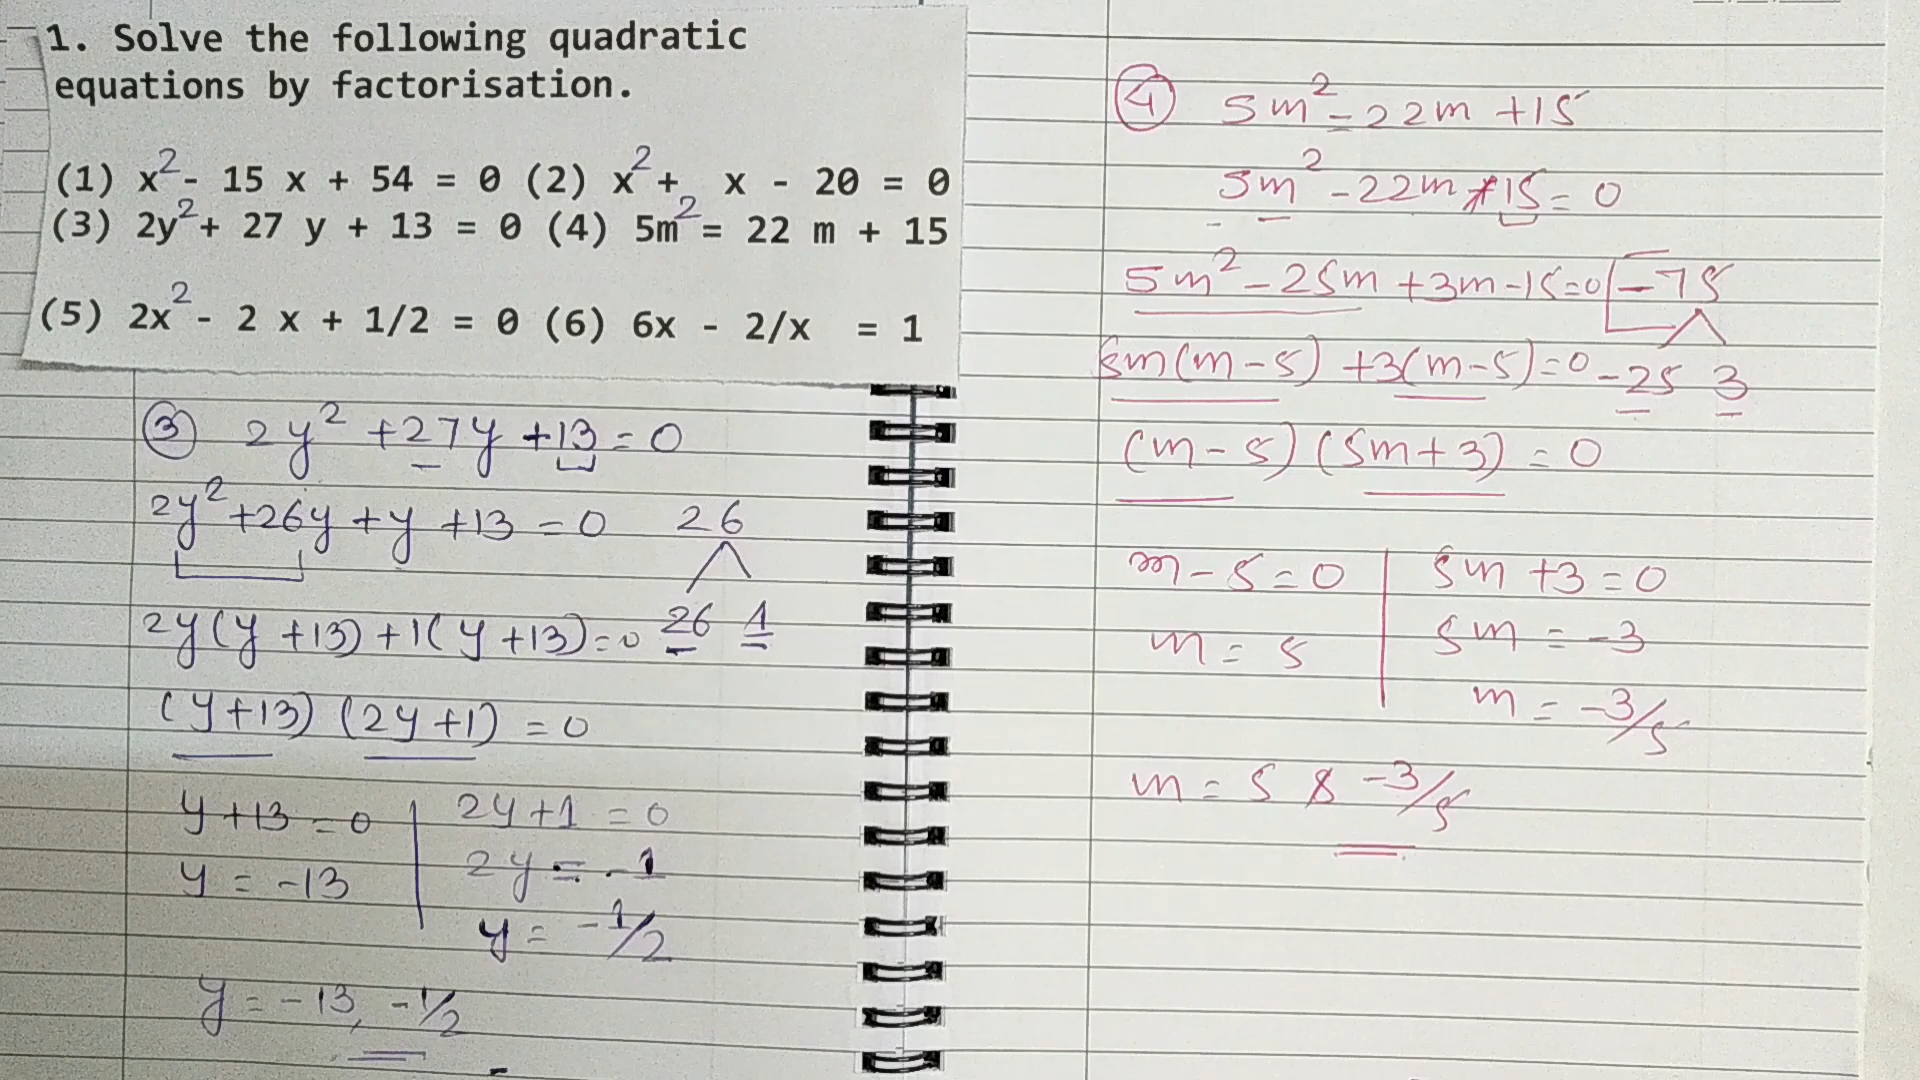 1. Solve the following quadratic
equations by factorisation.
(1) x² - 15 x + 54 = 0 (2) x² + x - 20 = 0
(3) 2y² + 27 y + 13 = 0 (4) 5m² = 22 m + 15
(5) 2x² - 2 x + 1/2 = 0 (6) 6x - 2/x = 1
③ 2y² +27y +13 = 0
2y² +26y + y +13 = 0 26
2y(y +13) +1(y +13) = 0 26 1
(y+13) (2y+1) = 0
y+13 = 0 | 2y+1 = 0
y = -13 | 2y = -1
y = -1/2
y = -13, -1/2
④ 5m² - 22m +15
5m² - 22m +15 = 0
5m² - 25m +3m -15 = 0 -75
5m(m-5) +3(m-5) = 0 -25 3
(m-5) (5m+3) = 0
m-5 = 0 | 5m +3 = 0
m = 5 | 5m = -3
m = -3/5
m = 5 & -3/5